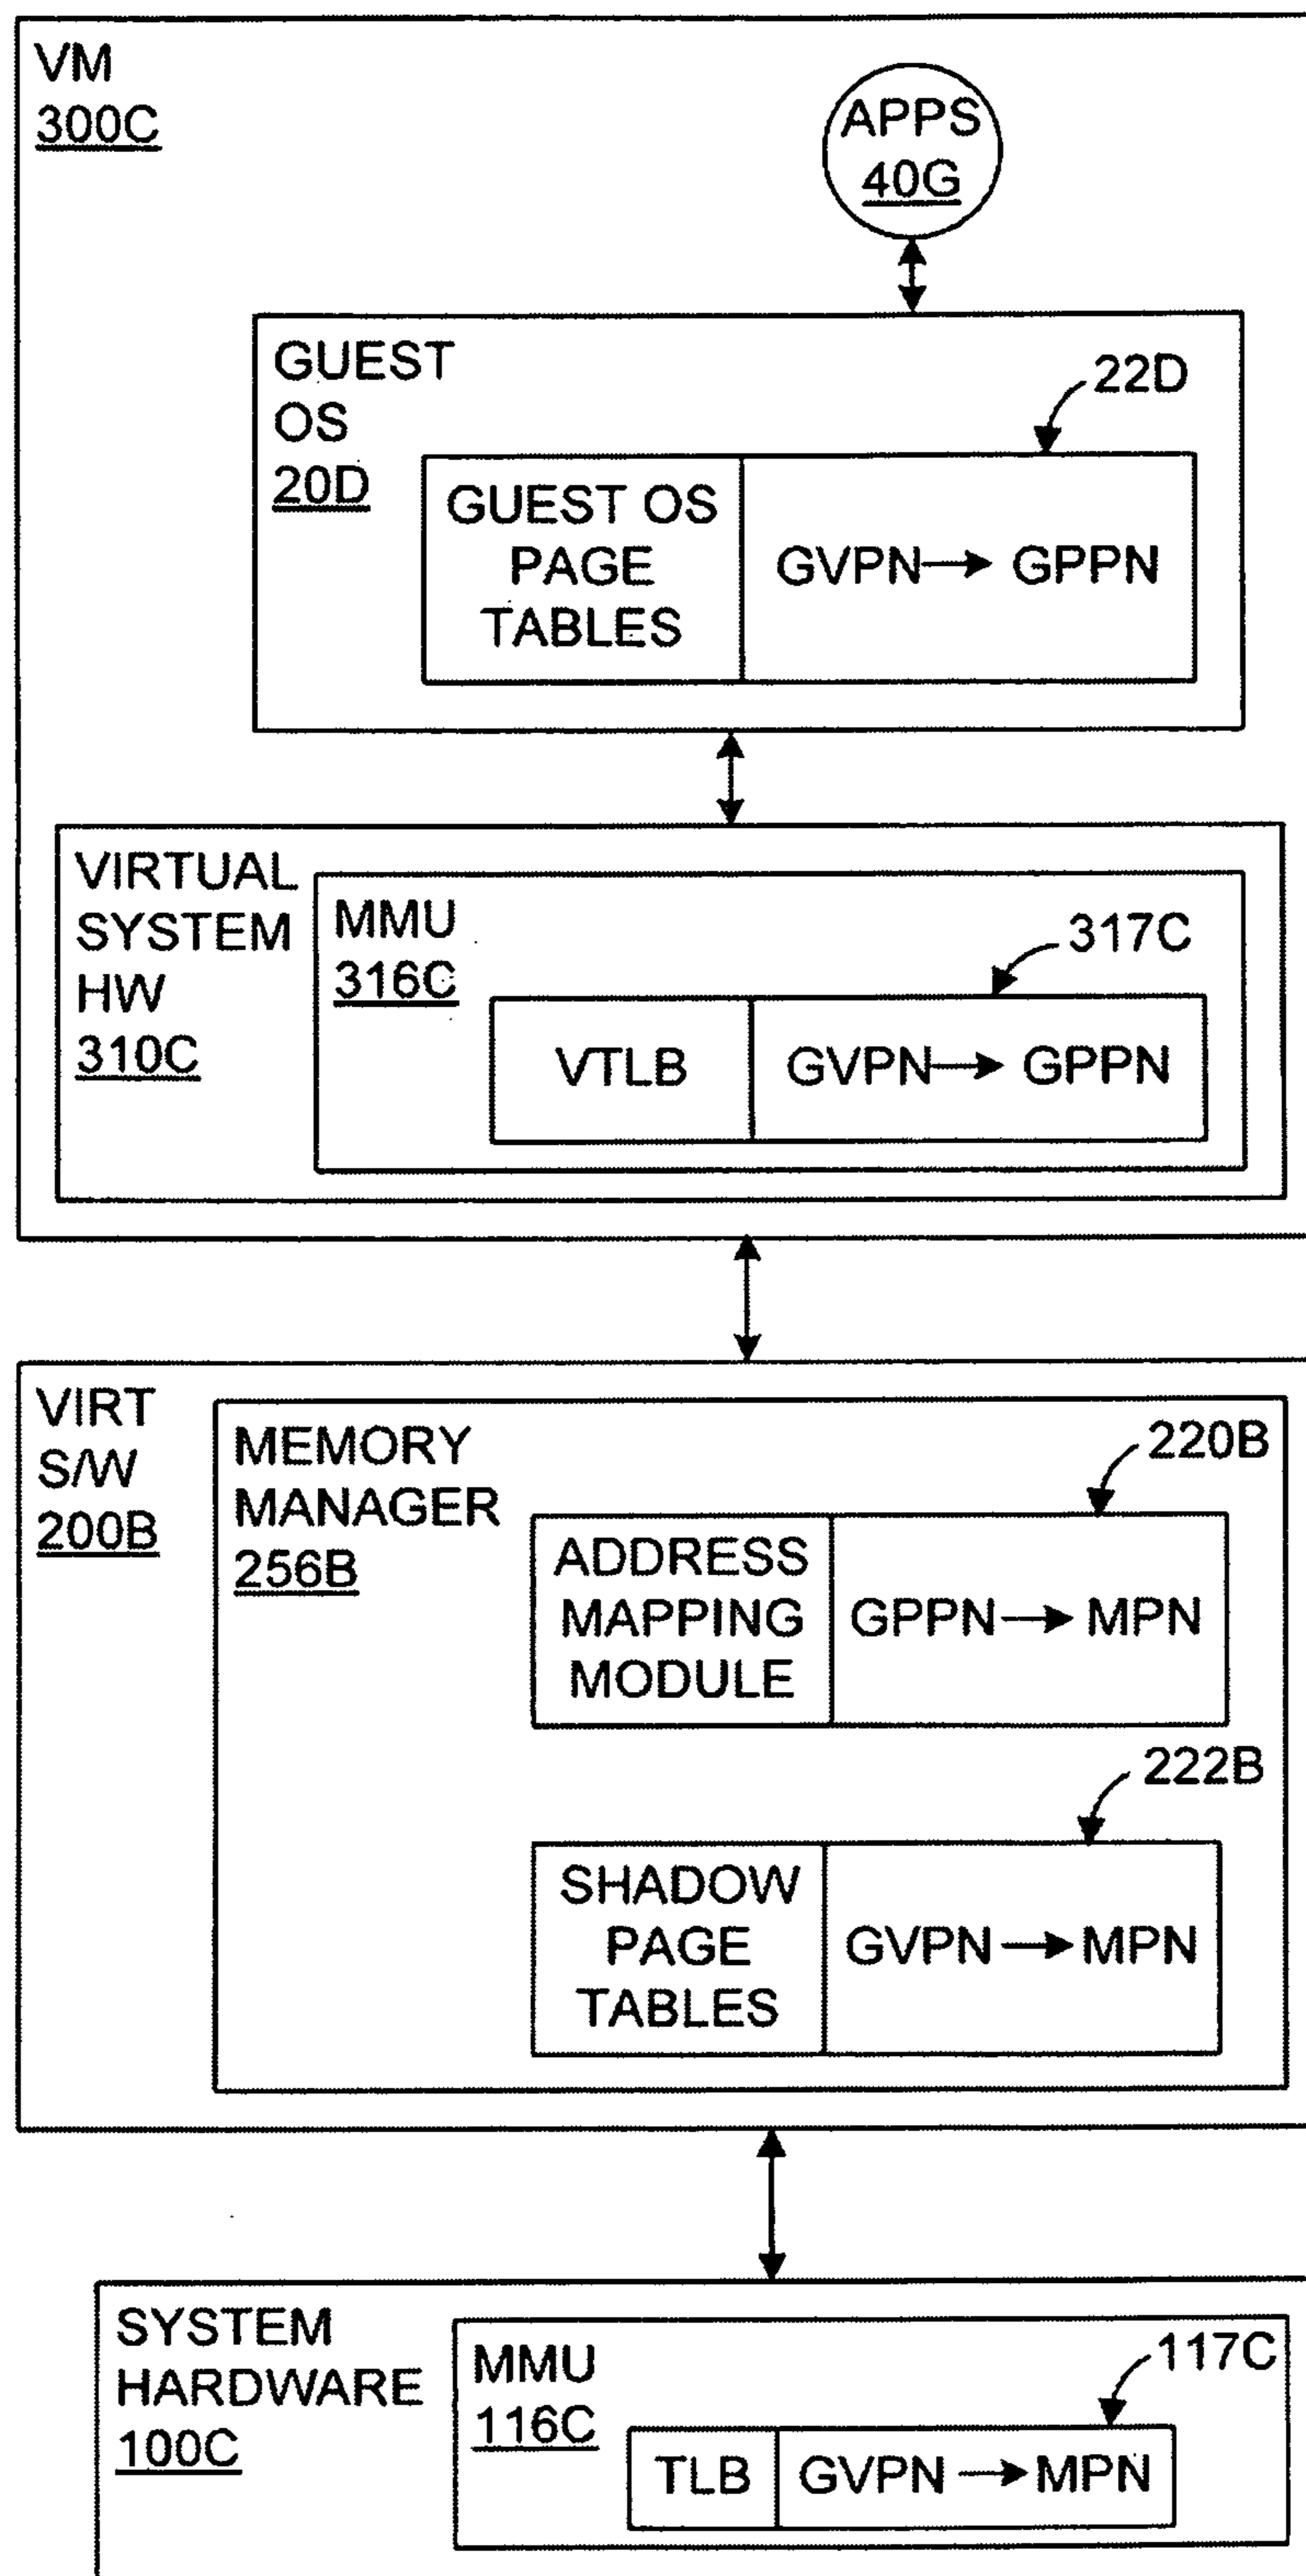 VM
300C
APPS
40G
GUEST
OS
20D
22D
GUEST OS
PAGE
TABLES
GVPN → GPPN
VIRTUAL
SYSTEM
HW
310C
MMU
316C
317C
VTLB
GVPN → GPPN
VIRT
S/W
200B
MEMORY
MANAGER
256B
220B
ADDRESS
MAPPING
MODULE
GPPN → MPN
222B
SHADOW
PAGE
TABLES
GVPN → MPN
SYSTEM
HARDWARE
100C
MMU
116C
117C
TLB
GVPN → MPN